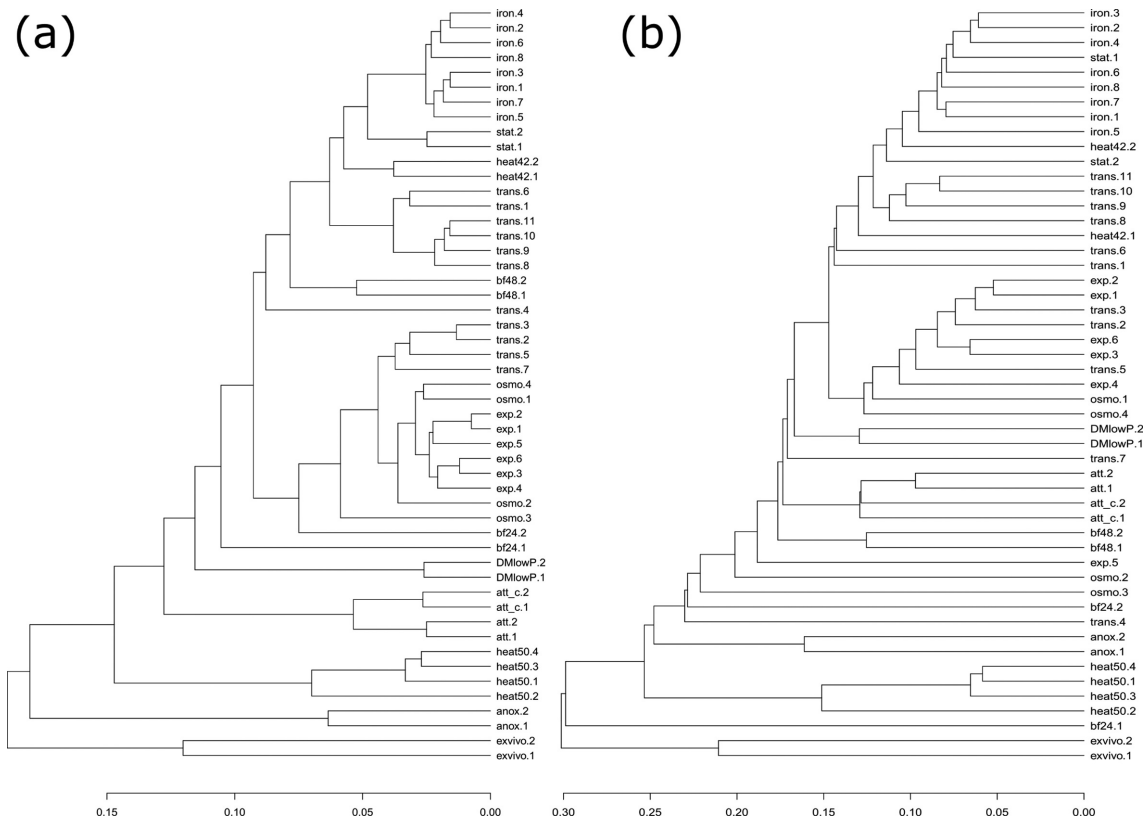 (a)
iron.4
iron.2
iron.6
iron.8
iron.3
iron.1
iron.7
iron.5
stat.2
stat.1
heat42.2
heat42.1
trans.6
trans.1
trans.11
trans.10
trans.9
trans.8
bf48.2
bf48.1
trans.4
trans.3
trans.2
trans.5
trans.7
osmo.4
osmo.1
exp.2
exp.1
exp.5
exp.6
exp.3
exp.4
osmo.2
osmo.3
bf24.2
bf24.1
DMlowP.2
DMlowP.1
att_c.2
att_c.1
att.2
att.1
heat50.4
heat50.3
heat50.1
heat50.2
anox.2
anox.1
exvivo.2
exvivo.1
0.15 0.10 0.05 0.00
(b)
iron.3
iron.2
iron.4
stat.1
iron.6
iron.8
iron.7
iron.1
iron.5
heat42.2
stat.2
trans.11
trans.10
trans.9
trans.8
heat42.1
trans.6
trans.1
exp.2
exp.1
trans.3
trans.2
exp.6
exp.3
trans.5
exp.4
osmo.1
osmo.4
DMlowP.2
DMlowP.1
trans.7
att.2
att.1
att_c.2
att_c.1
bf48.2
bf48.1
exp.5
osmo.2
osmo.3
bf24.2
trans.4
anox.2
anox.1
heat50.4
heat50.1
heat50.3
heat50.2
bf24.1
exvivo.2
exvivo.1
0.30 0.25 0.20 0.15 0.10 0.05 0.00